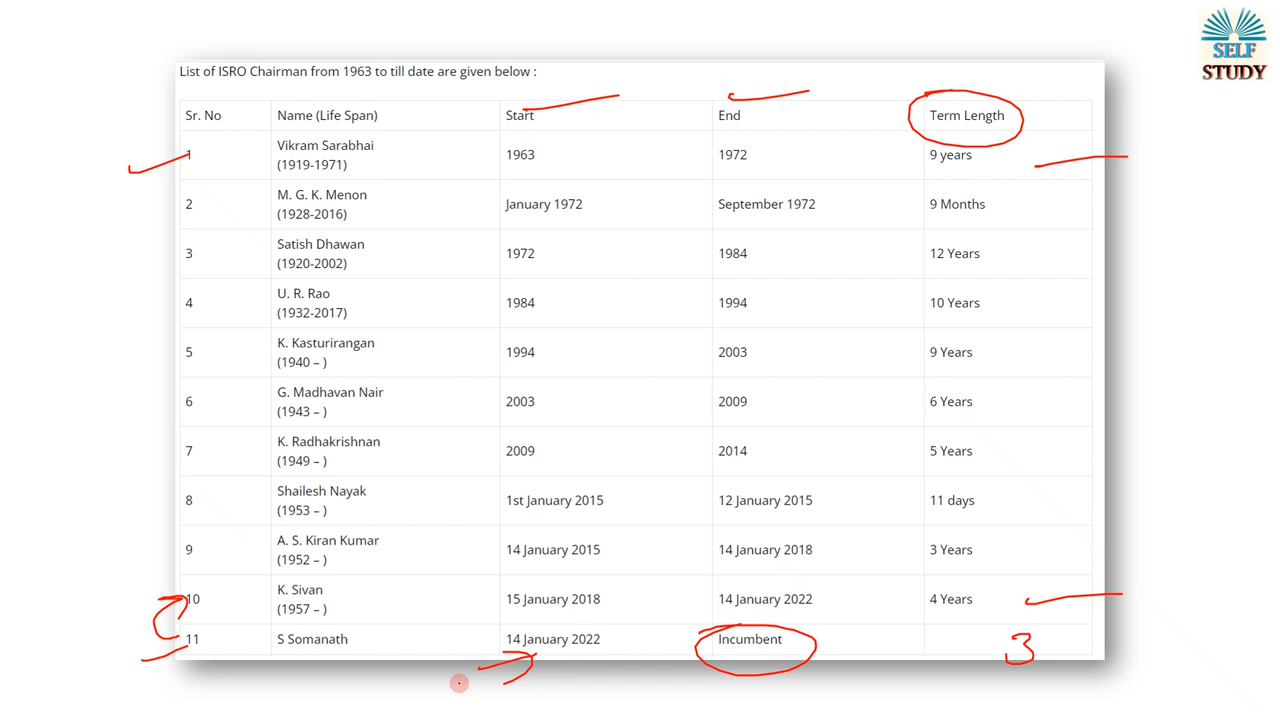 SELF
STUDY
List of ISRO Chairman from 1963 to till date are given below :
Sr. No Name (Life Span) Start End Term Length
1 Vikram Sarabhai 1963 1972 9 years
(1919-1971)
2 M. G. K. Menon January 1972 September 1972 9 Months
(1928-2016)
3 Satish Dhawan 1972 1984 12 Years
(1920-2002)
4 U. R. Rao 1984 1994 10 Years
(1932-2017)
5 K. Kasturirangan 1994 2003 9 Years
(1940 – )
6 G. Madhavan Nair 2003 2009 6 Years
(1943 – )
7 K. Radhakrishnan 2009 2014 5 Years
(1949 – )
8 Shailesh Nayak 1st January 2015 12 January 2015 11 days
(1953 – )
9 A. S. Kiran Kumar 14 January 2015 14 January 2018 3 Years
(1952 – )
10 K. Sivan 15 January 2018 14 January 2022 4 Years
(1957 – )
11 S Somanath 14 January 2022 Incumbent 3